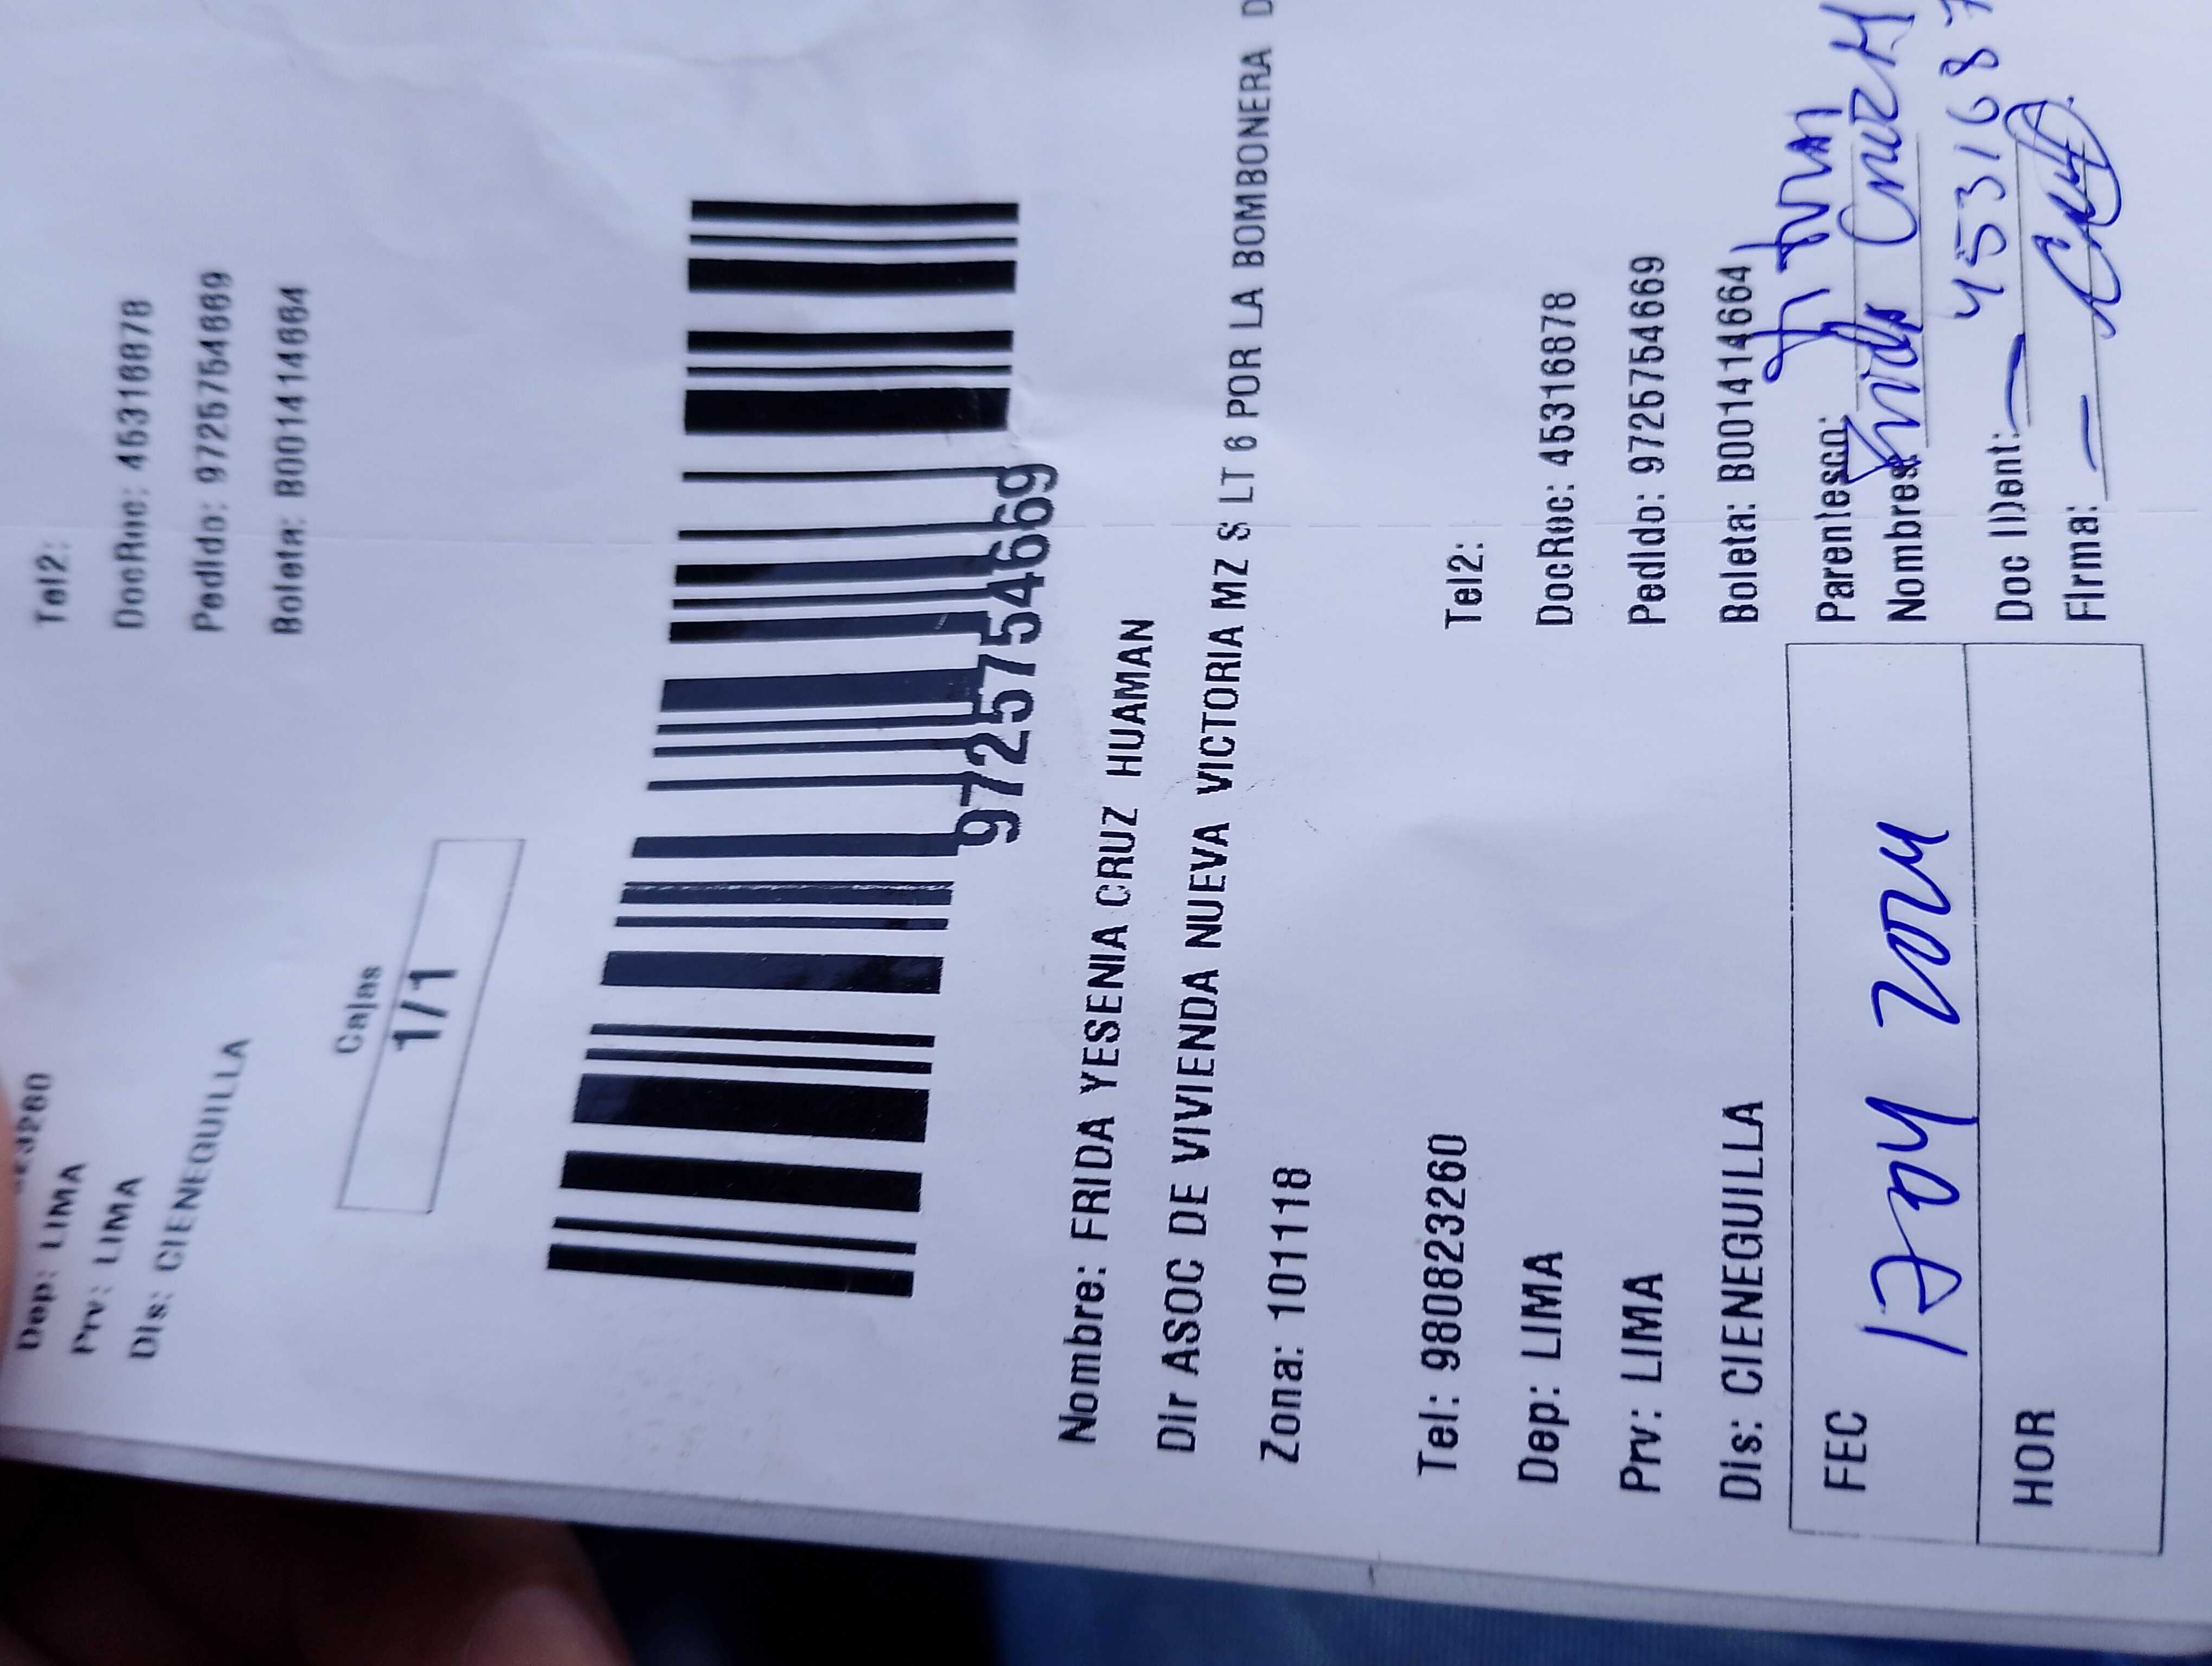 Dep: LIMA
Prv: LIMA
Dis: CIENEGUILLA
Tel2:
DocRuc: 45316878
Pedido: 9725754669
Boleta: B001414664
Cajas
1/1
9725754669
Nombre: FRIDA YESENIA CRUZ HUAMAN
Dir ASOC DE VIVIENDA NUEVA VICTORIA MZ S LT 6 POR LA BOMBONERA D
Zona: 101118
Tel: 980823260
Tel2:
Dep: LIMA
DocRuc: 45316878
Prv: LIMA
Pedido: 9725754669
Dis: CIENEGUILLA
Boleta: B001414664
FEC
HOR
Parentesco:
Nombres: Frida Cruz H
Doc IDent: 4531687
Firma: